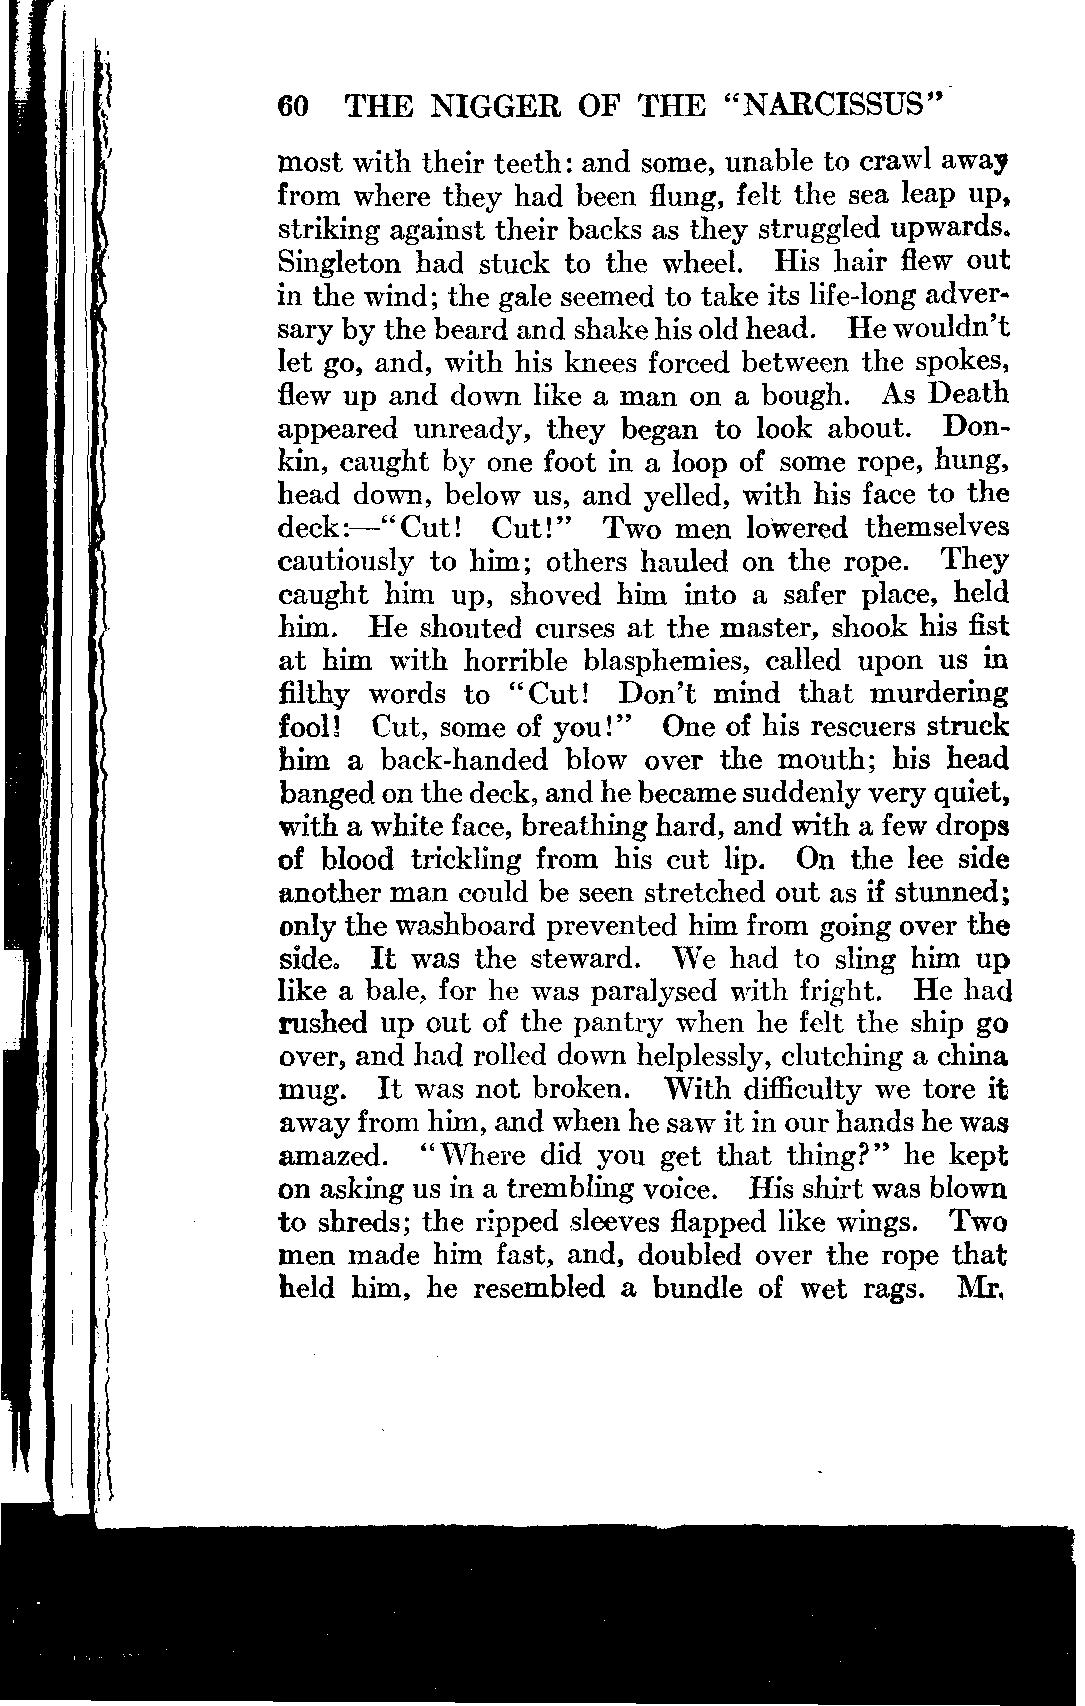 60 THE NIGGER OF THE “NARCISSUS”
most with their teeth: and some, unable to crawl away
from where they had been flung, felt the sea leap up,
striking against their backs as they struggled upwards.
Singleton had stuck to the wheel. His hair flew out
in the wind; the gale seemed to take its life-long adver-
sary by the beard and shake his old head. He wouldn’t
let go, and, with his knees forced between the spokes,
flew up and down like a man on a bough. As Death
appeared unready, they began to look about. Don-
kin, caught by one foot in a loop of some rope, hung,
head down, below us, and yelled, with his face to the
deck:—“Cut! Cut!” Two men lowered themselves
cautiously to him; others hauled on the rope. They
caught him up, shoved him into a safer place, held
him. He shouted curses at the master, shook his fist
at him with horrible blasphemies, called upon us in
filthy words to “Cut! Don’t mind that murdering
fool! Cut, some of you!” One of his rescuers struck
him a back-handed blow over the mouth; his head
banged on the deck, and he became suddenly very quiet,
with a white face, breathing hard, and with a few drops
of blood trickling from his cut lip. On the lee side
another man could be seen stretched out as if stunned;
only the washboard prevented him from going over the
side. It was the steward. We had to sling him up
like a bale, for he was paralysed with fright. He had
rushed up out of the pantry when he felt the ship go
over, and had rolled down helplessly, clutching a china
mug. It was not broken. With difficulty we tore it
away from him, and when he saw it in our hands he was
amazed. “Where did you get that thing?” he kept
on asking us in a trembling voice. His shirt was blown
to shreds; the ripped sleeves flapped like wings. Two
men made him fast, and, doubled over the rope that
held him, he resembled a bundle of wet rags. Mr.